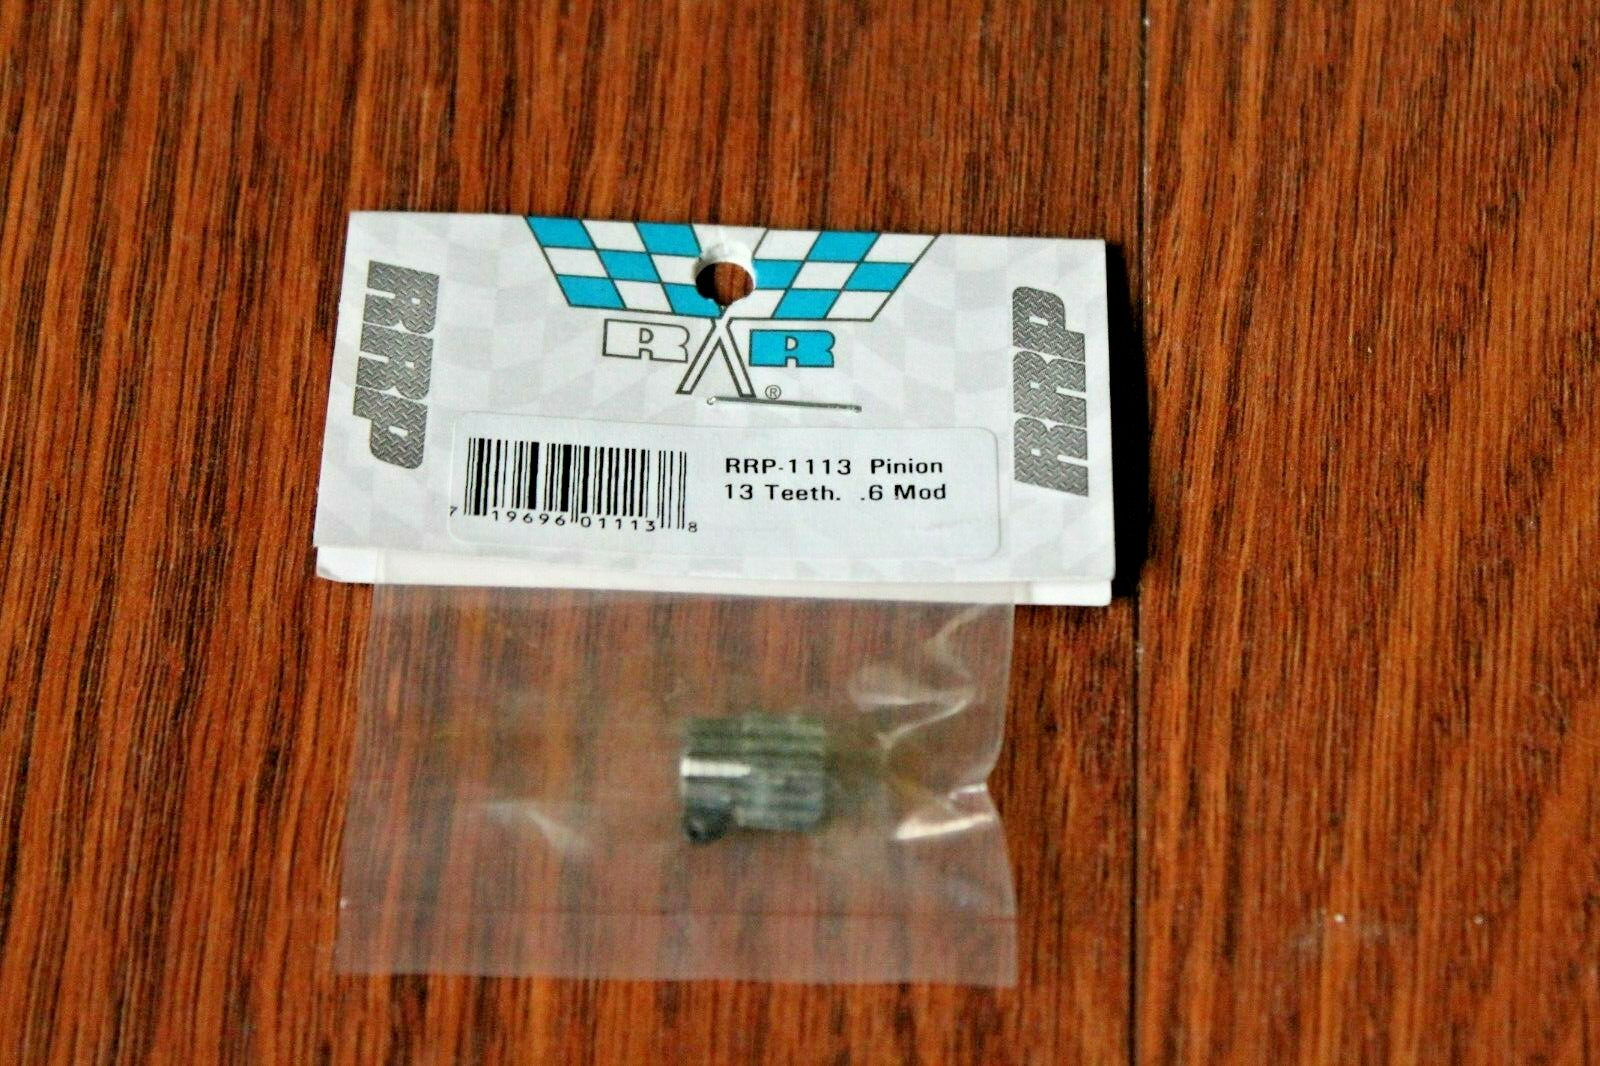 RRP
RRP
R R
®
RRP-1113 Pinion
13 Teeth. .6 Mod
7 19696 01113 8